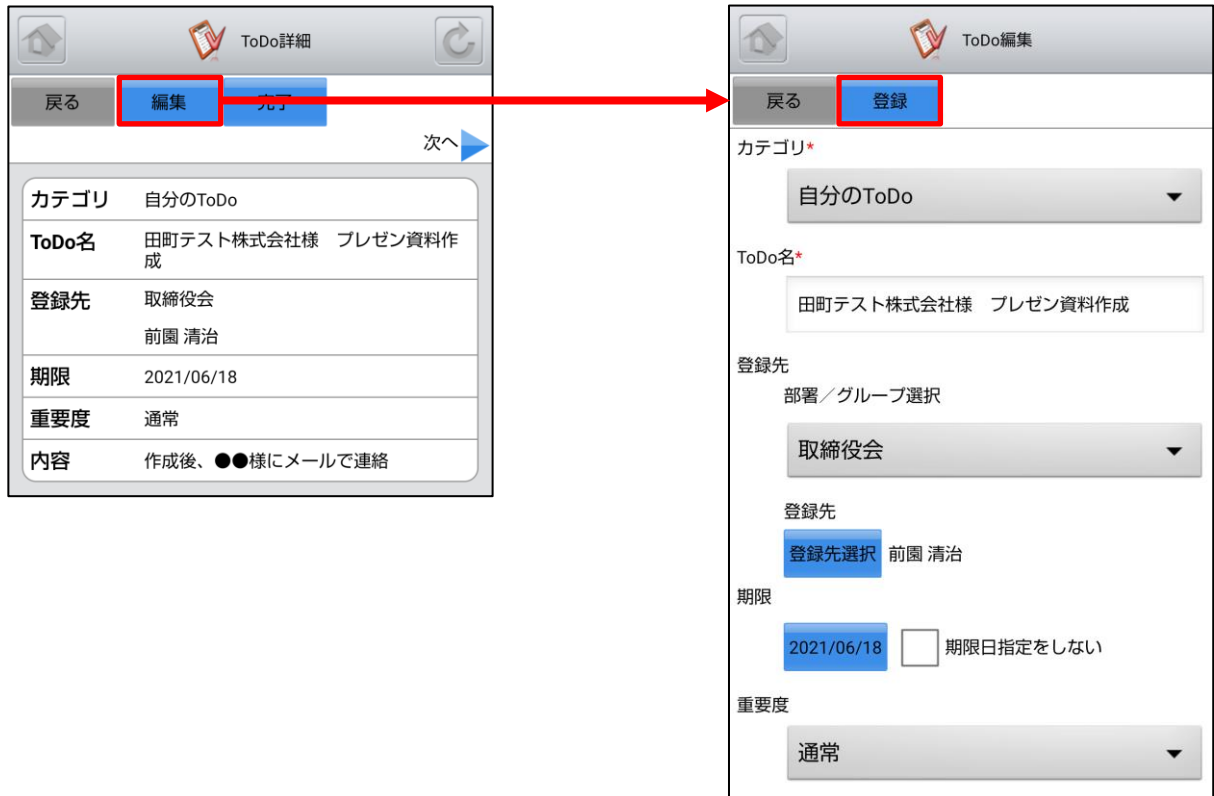 ToDo詳細
戻る
編集
完了
次へ
カテゴリ 自分のToDo
ToDo名 田町テスト株式会社様　プレゼン資料作
成
登録先 取締役会
前園 清治
期限 2021/06/18
重要度 通常
内容 作成後、●●様にメールで連絡
ToDo編集
戻る
登録
カテゴリ*
自分のToDo
ToDo名*
田町テスト株式会社様　プレゼン資料作成
登録先
部署／グループ選択
取締役会
登録先
登録先選択 前園 清治
期限
2021/06/18 期限日指定をしない
重要度
通常